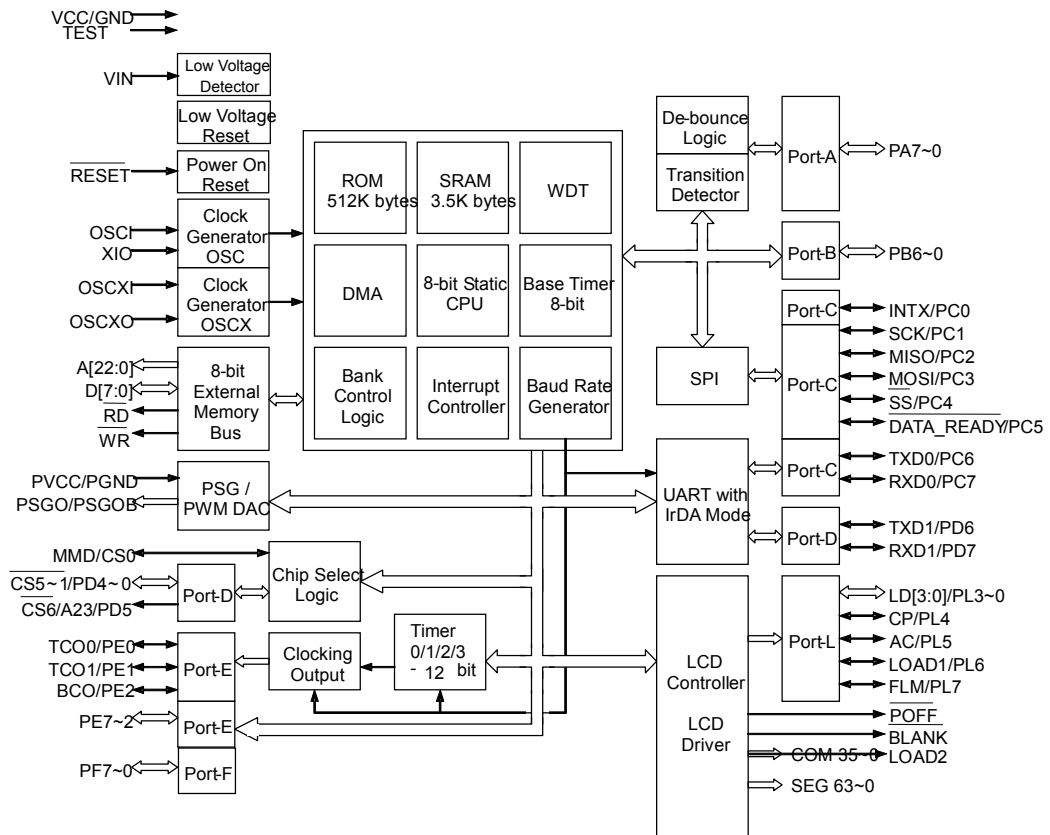 VCC/GND
TEST
VIN
Low Voltage
Detector
Low Voltage
Reset
RESET
Power On
Reset
OSCI
XIO
Clock
Generator
OSC
OSCXI
OSCXO
Clock
Generator
OSCX
A[22:0]
D[7:0]
RD
WR
8-bit
External
Memory
Bus
PVCC/PGND
PSGO/PSGOB
PSG /
PWM DAC
MMD/CS0
CS5~1/PD4~0
CS6/A23/PD5
Port-D
Chip Select
Logic
TCO0/PE0
TCO1/PE1
BCO/PE2
Port-E
Clocking
Output
Timer
0/1/2/3
- 12 bit
PE7~2
Port-E
PF7~0
Port-F
ROM
512K bytes
SRAM
3.5K bytes
WDT
DMA
8-bit Static
CPU
Base Timer
8-bit
Bank
Control
Logic
Interrupt
Controller
Baud Rate
Generator
De-bounce
Logic
Transition
Detector
Port-A
PA7~0
Port-B
PB6~0
Port-C
INTX/PC0
SPI
Port-C
SCK/PC1
MISO/PC2
MOSI/PC3
SS/PC4
DATA_READY/PC5
UART with
IrDA Mode
Port-C
TXD0/PC6
RXD0/PC7
Port-D
TXD1/PD6
RXD1/PD7
LCD
Controller
LCD
Driver
Port-L
LD[3:0]/PL3~0
CP/PL4
AC/PL5
LOAD1/PL6
FLM/PL7
POFF
BLANK
LOAD2
COM 35~0
SEG 63~0